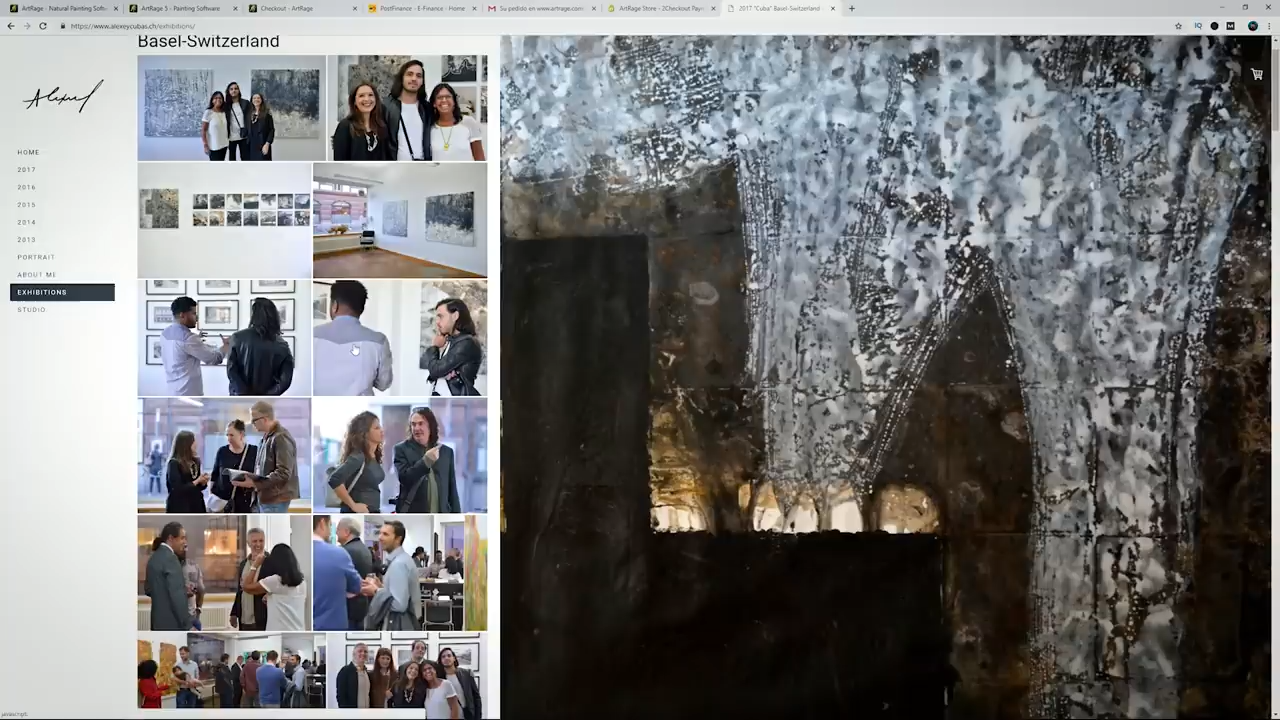 ArtRage - Natural Painting Softw
ArtRage 5 - Painting Software
Checkout - ArtRage
PostFinance - E-Finance - Home
Su pedido en www.artrage.com:
ArtRage Store - 2Checkout Paym
2017 "Cuba" Basel-Switzerland -
https://www.alexeycubas.ch/exhibitions/
Basel-Switzerland
HOME
2017
2016
2015
2014
2013
PORTRAIT
ABOUT ME
EXHIBITIONS
STUDIO